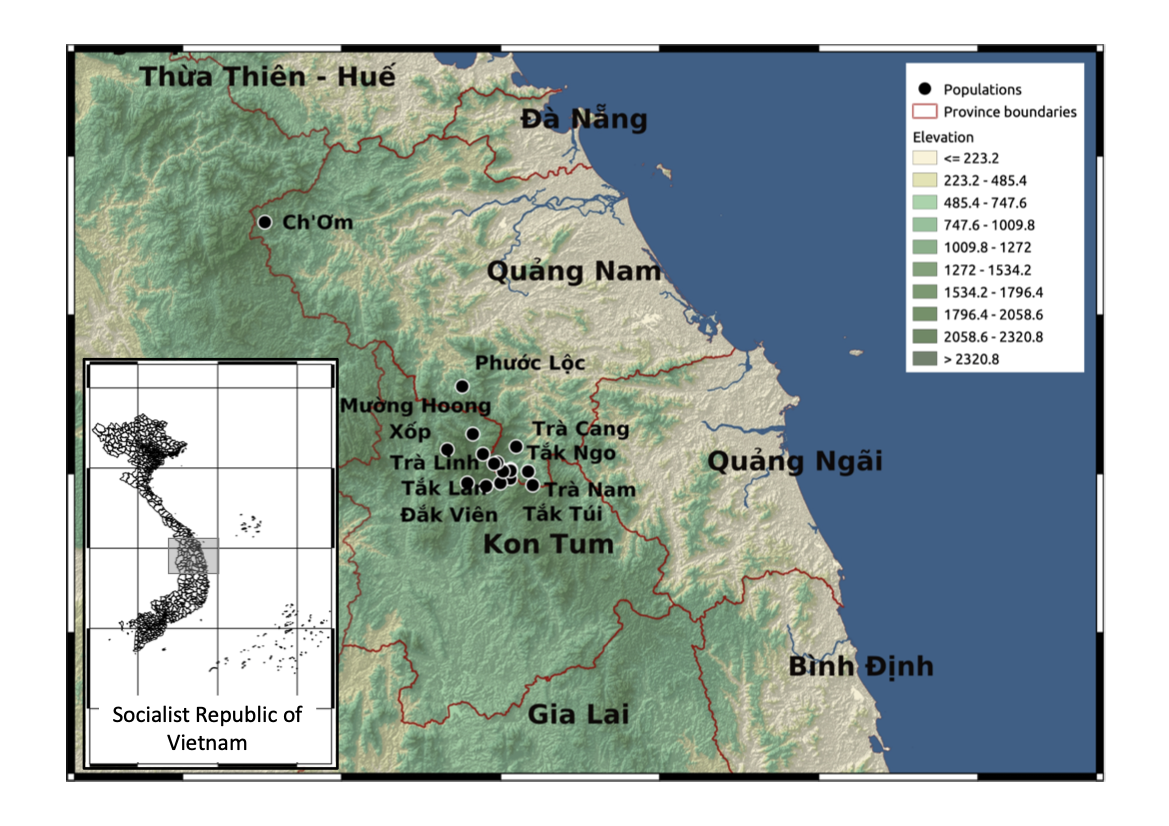 Thừa Thiên - Huế
Đà Nẵng
Populations
Province boundaries
Elevation
<= 223.2
223.2 - 485.4
485.4 - 747.6
747.6 - 1009.8
1009.8 - 1272
1272 - 1534.2
1534.2 - 1796.4
1796.4 - 2058.6
2058.6 - 2320.8
> 2320.8
Ch'Ơm
Quảng Nam
Phước Lộc
Mường Hoong
Xốp
Trà Cang
Tắk Ngo
Trà Linh
Tắk Lan
Trà Nam
Đắk Viên
Tắk Túi
Quảng Ngãi
Kon Tum
Bình Định
Gia Lai
Socialist Republic of
Vietnam